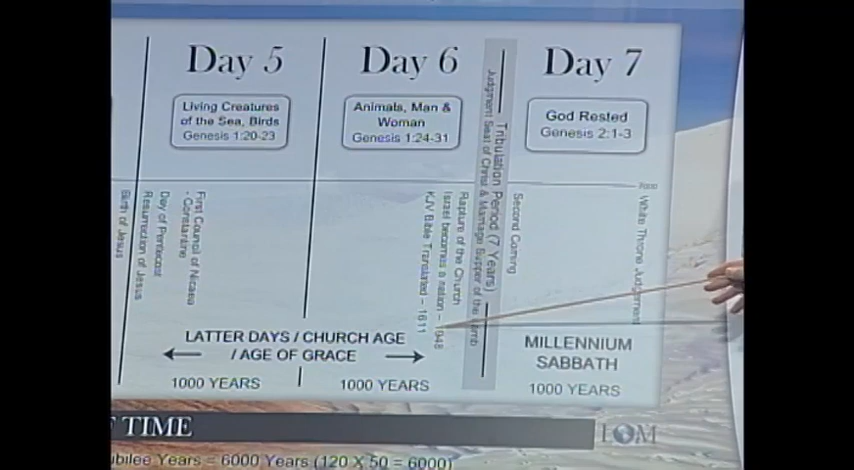 Day 5
Day 6
Day 7
Living Creatures
of the Sea, Birds
Genesis 1:20-23
Animals, Man &
Woman
Genesis 1:24-31
God Rested
Genesis 2:1-3
Birth of Jesus
Resurrection of Jesus
Day of Pentecost
First Council of Nicaea
- Constantine
KJV Bible Translated – 1611
Israel becomes a nation – 1948
Rapture of the Church
Judgment Seat of Christ & Marriage Supper of the Lamb
Tribulation Period (7 Years)
Second Coming
White Throne Judgement
LATTER DAYS / CHURCH AGE
/ AGE OF GRACE
1000 YEARS
1000 YEARS
MILLENNIUM
SABBATH
1000 YEARS
TIME
ubilee Years = 6000 Years (120 X 50 = 6000)